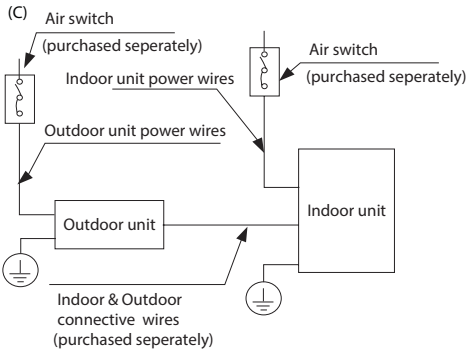 (C)
Air switch
(purchased seperately)
Air switch
(purchased seperately)
Indoor unit power wires
Outdoor unit power wires
Outdoor unit
Indoor unit
Indoor & Outdoor
connective wires
(purchased seperately)